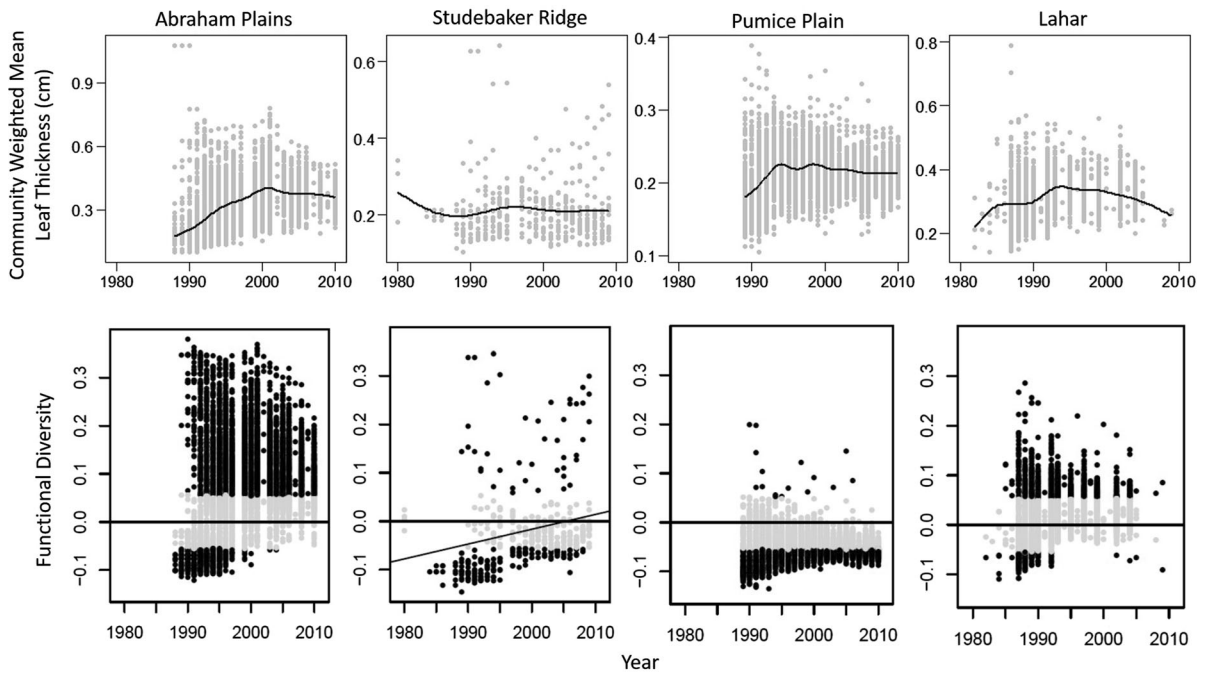 Abraham Plains
Studebaker Ridge
Pumice Plain
Lahar
Community Weighted Mean
Leaf Thickness (cm)
0.9
0.6
0.3
1980 1990 2000 2010
0.6
0.4
0.2
1980 1990 2000 2010
0.4
0.3
0.2
0.1
1980 1990 2000 2010
0.8
0.6
0.4
0.2
1980 1990 2000 2010
Functional Diversity
0.3
0.2
0.1
0.0
−0.1
1980 1990 2000 2010
0.3
0.2
0.1
0.0
−0.1
1980 1990 2000 2010
0.3
0.2
0.1
0.0
−0.1
1980 1990 2000 2010
0.3
0.2
0.1
0.0
−0.1
1980 1990 2000 2010
Year